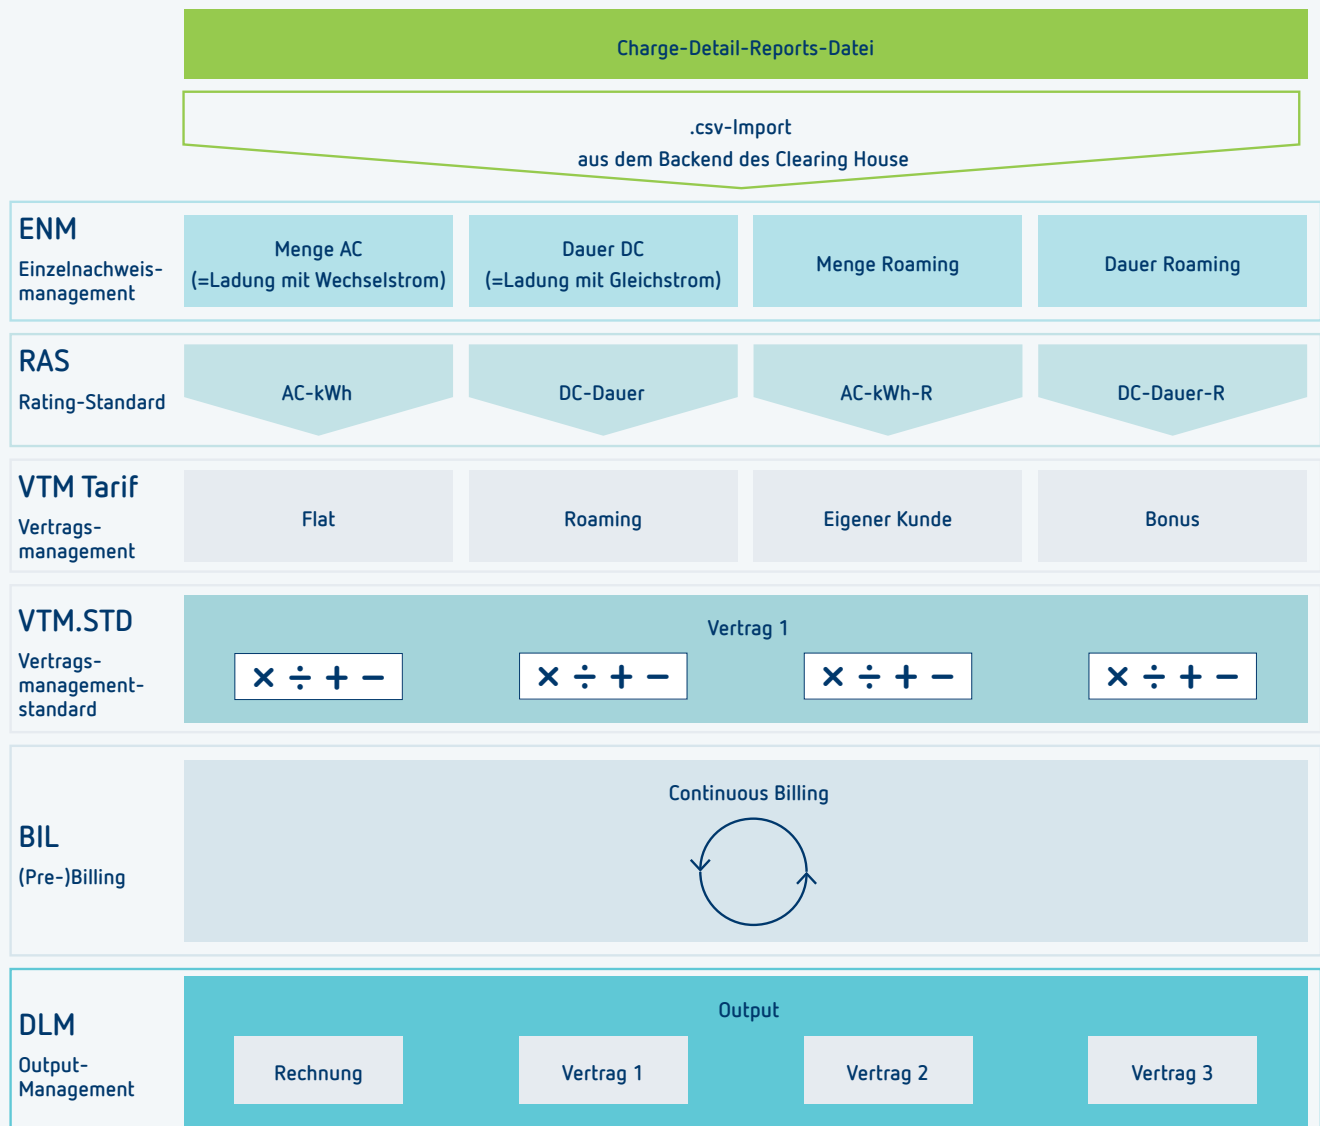 Charge-Detail-Reports-Datei
.csv-Import
aus dem Backend des Clearing House
ENM
Einzelnachweis-
management
Menge AC
(=Ladung mit Wechselstrom)
Dauer DC
(=Ladung mit Gleichstrom)
Menge Roaming
Dauer Roaming
RAS
Rating-Standard
AC-kWh
DC-Dauer
AC-kWh-R
DC-Dauer-R
VTM Tarif
Vertrags-
management
Flat
Roaming
Eigener Kunde
Bonus
VTM.STD
Vertrags-
management-
standard
Vertrag 1
× ÷ + −
× ÷ + −
× ÷ + −
× ÷ + −
BIL
(Pre-)Billing
Continuous Billing
DLM
Output-
Management
Output
Rechnung
Vertrag 1
Vertrag 2
Vertrag 3